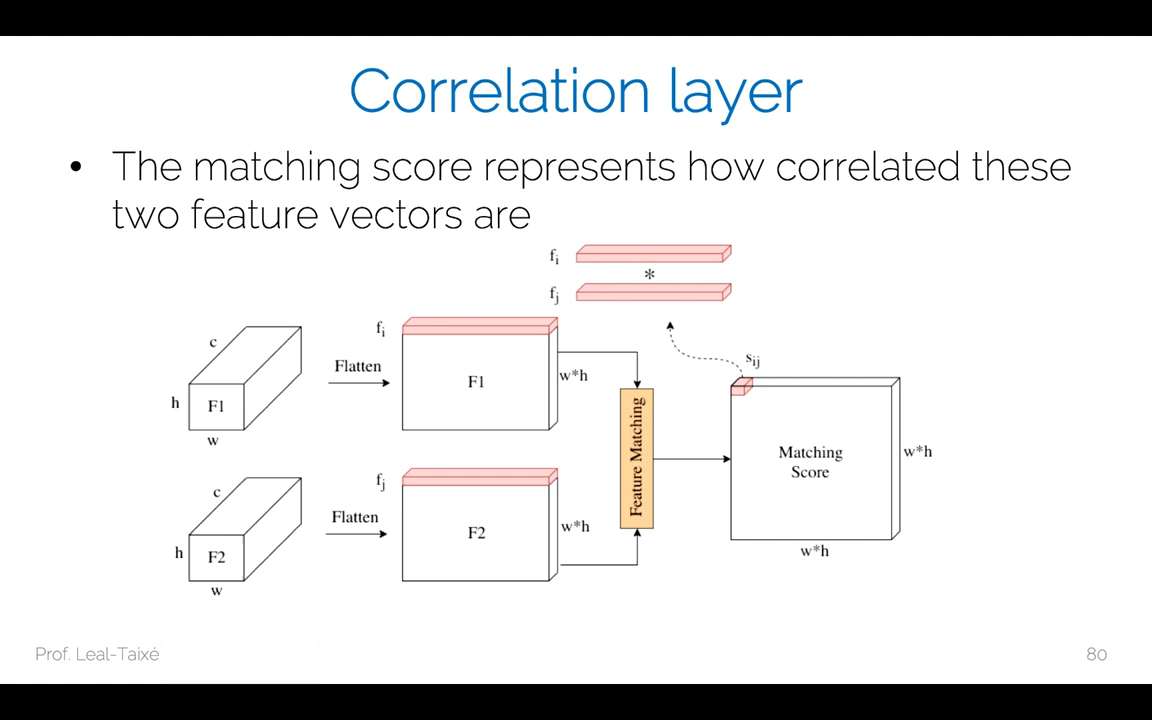 Correlation layer
• The matching score represents how correlated these
two feature vectors are
fi
*
fj
fi
c
Flatten
F1
w*h
h
F1
w
sij
Feature Matching
Matching
Score
w*h
w*h
fj
c
Flatten
F2
w*h
h
F2
w
Prof. Leal-Taixé
80